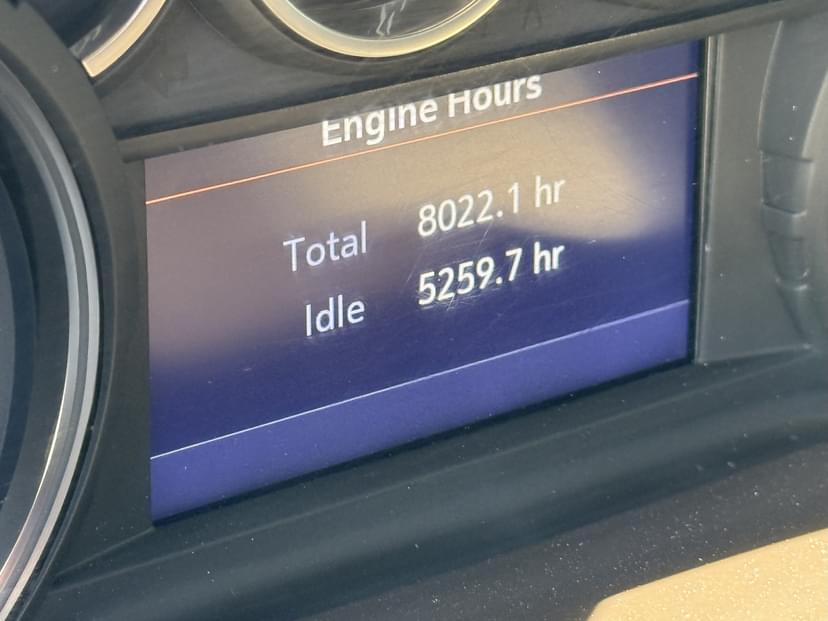 Engine Hours
Total 8022.1 hr
Idle 5259.7 hr